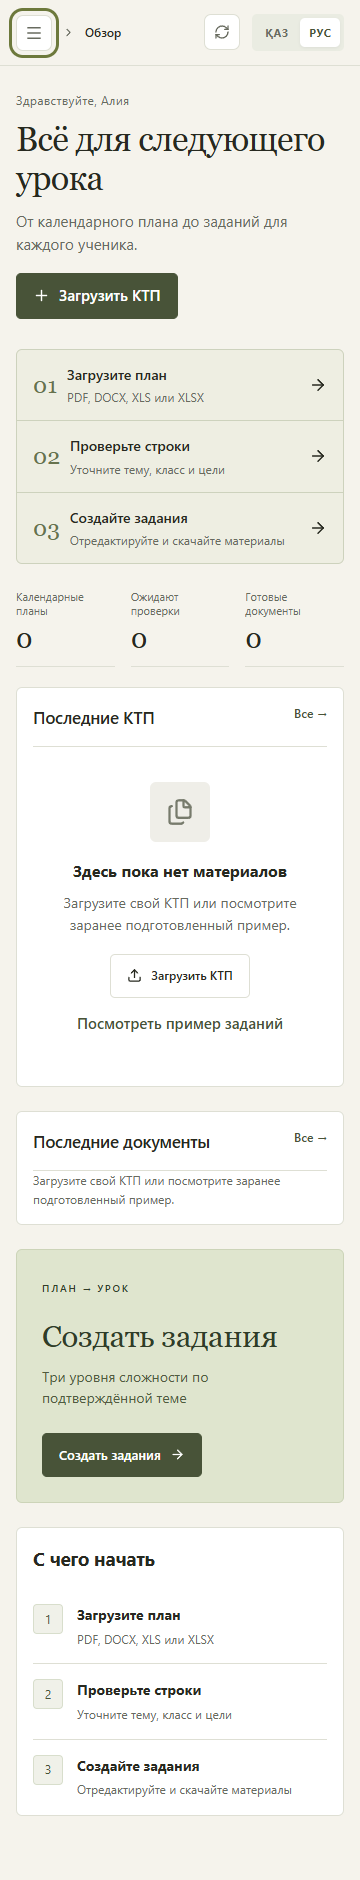 Обзор
ҚАЗ
РУС
Здравствуйте, Алия
Всё для следующего
урока
От календарного плана до заданий для
каждого ученика.
Загрузить КТП
01
Загрузите план
PDF, DOCX, XLS или XLSX
02
Проверьте строки
Уточните тему, класс и цели
03
Создайте задания
Отредактируйте и скачайте материалы
Календарные
планы
0
Ожидают
проверки
0
Готовые
документы
0
Последние КТП
Все →
Здесь пока нет материалов
Загрузите свой КТП или посмотрите
заранее подготовленный пример.
Загрузить КТП
Посмотреть пример заданий
Последние документы
Все →
Загрузите свой КТП или посмотрите заранее
подготовленный пример.
ПЛАН → УРОК
Создать задания
Три уровня сложности по
подтверждённой теме
Создать задания →
С чего начать
1
Загрузите план
PDF, DOCX, XLS или XLSX
2
Проверьте строки
Уточните тему, класс и цели
3
Создайте задания
Отредактируйте и скачайте материалы